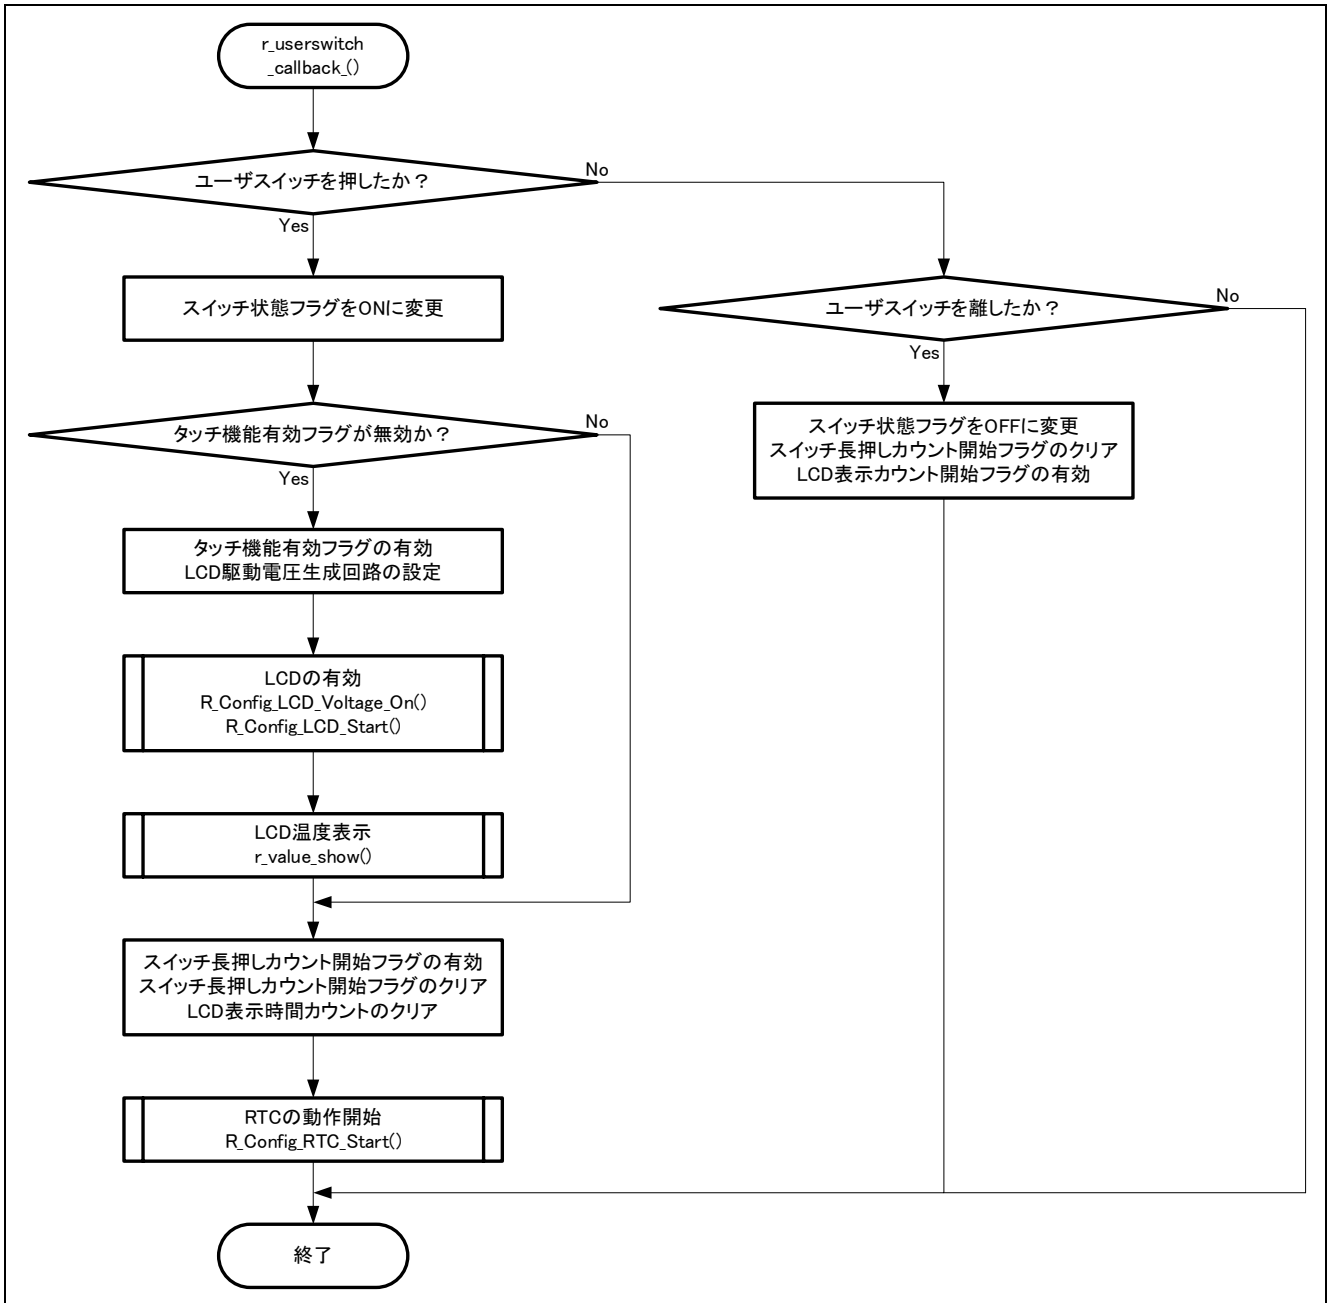 r_userswitch
_callback_()
ユーザスイッチを押したか？
No
Yes
スイッチ状態フラグをONに変更
ユーザスイッチを離したか？
No
Yes
タッチ機能有効フラグが無効か？
No
Yes
スイッチ状態フラグをOFFに変更
スイッチ長押しカウント開始フラグのクリア
LCD表示カウント開始フラグの有効
タッチ機能有効フラグの有効
LCD駆動電圧生成回路の設定
LCDの有効
R_Config_LCD_Voltage_On()
R_Config_LCD_Start()
LCD温度表示
r_value_show()
スイッチ長押しカウント開始フラグの有効
スイッチ長押しカウント開始フラグのクリア
LCD表示時間カウントのクリア
RTCの動作開始
R_Config_RTC_Start()
終了